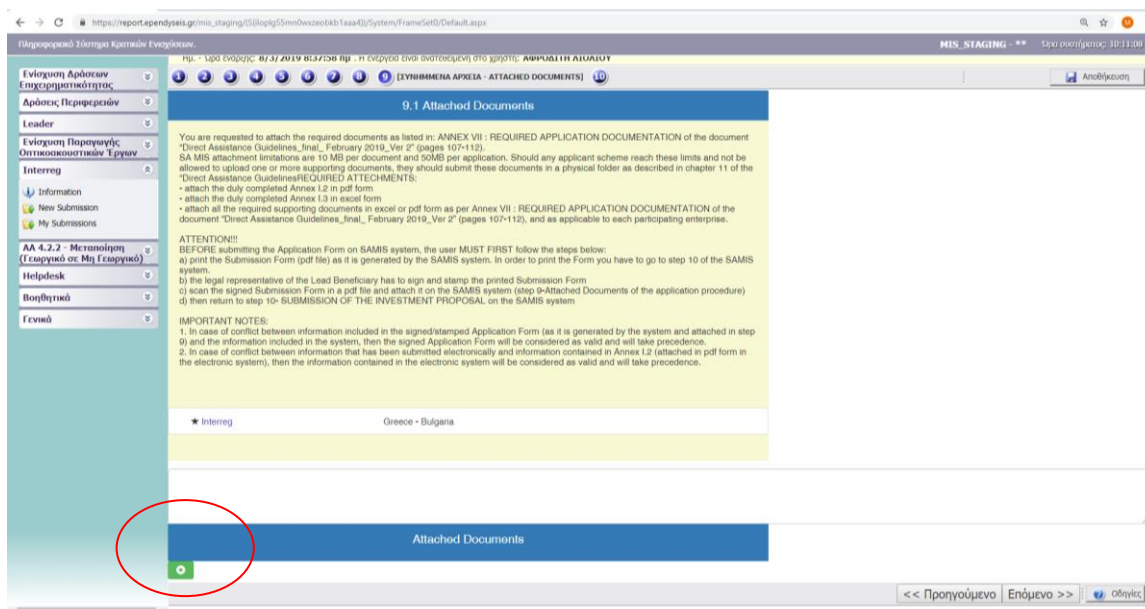 https://report.ependyseis.gr/mis_staging/(S(iloplg55mn0wszeobkb1aaa4))/System/FrameSet0/Default.aspx
Πληροφοριακό Σύστημα Κρατικών Ενισχύσεων.
MIS_STAGING - ** Ώρα συστήματος: 10:11:08
Ημ. - Ώρα έναρξης: 8/3/2019 8:37:58 πμ . Η ενέργεια είναι ανατεθειμένη στο χρήστη: ΑΦΡΟΔΙΤΗ ΛΙΟΛΙΟΥ
1 2 3 4 5 6 7 8 9 [ΣΥΝΗΜΜΕΝΑ ΑΡΧΕΙΑ - ATTACHED DOCUMENTS] 10
Αποθήκευση
Ενίσχυση Δράσεων
Επιχειρηματικότητας
Δράσεις Περιφερειών
Leader
Ενίσχυση Παραγωγής
Οπτικοακουστικών Έργων
Interreg
Information
New Submission
My Submissions
ΑΛ 4.2.2 - Μεταποίηση
(Γεωργικό σε Μη Γεωργικό)
Helpdesk
Βοηθητικά
Γενικά
9.1 Attached Documents
You are requested to attach the required documents as listed in: ANNEX VII : REQUIRED APPLICATION DOCUMENTATION of the document
"Direct Assistance Guidelines_final_ February 2019_Ver 2" (pages 107-112).
SA MIS attachment limitations are 10 MB per document and 50MB per application. Should any applicant scheme reach these limits and not be
allowed to upload one or more supporting documents, they should submit these documents in a physical folder as described in chapter 11 of the
"Direct Assistance GuidelinesREQUIRED ATTECHMENTS:
- attach the duly completed Annex I.2 in pdf form
- attach the duly completed Annex I.3 in excel form
- attach all the required supporting documents in excel or pdf form as per Annex VII : REQUIRED APPLICATION DOCUMENTATION of the
document "Direct Assistance Guidelines_final_ February 2019_Ver 2" (pages 107-112), and as applicable to each participating enterprise.
ATTENTION!!!
BEFORE submitting the Application Form on SAMIS system, the user MUST FIRST follow the steps below:
a) print the Submission Form (pdf file) as it is generated by the SAMIS system. In order to print the Form you have to go to step 10 of the SAMIS
system.
b) the legal representative of the Lead Beneficiary has to sign and stamp the printed Submission Form
c) scan the signed Submission Form in a pdf file and attach it on the SAMIS system (step 9-Attached Documents of the application procedure)
d) then return to step 10- SUBMISSION OF THE INVESTMENT PROPOSAL on the SAMIS system
IMPORTANT NOTES:
1. In case of conflict between information included in the signed/stamped Application Form (as it is generated by the system and attached in step
9) and the information included in the system, then the signed Application Form will be considered as valid and will take precedence.
2. In case of conflict between information that has been submitted electronically and information contained in Annex I.2 (attached in pdf form in
the electronic system), then the information contained in the electronic system will be considered as valid and will take precedence.
★ Interreg Greece - Bulgaria
Attached Documents
<< Προηγούμενο Επόμενο >> Οδηγίες